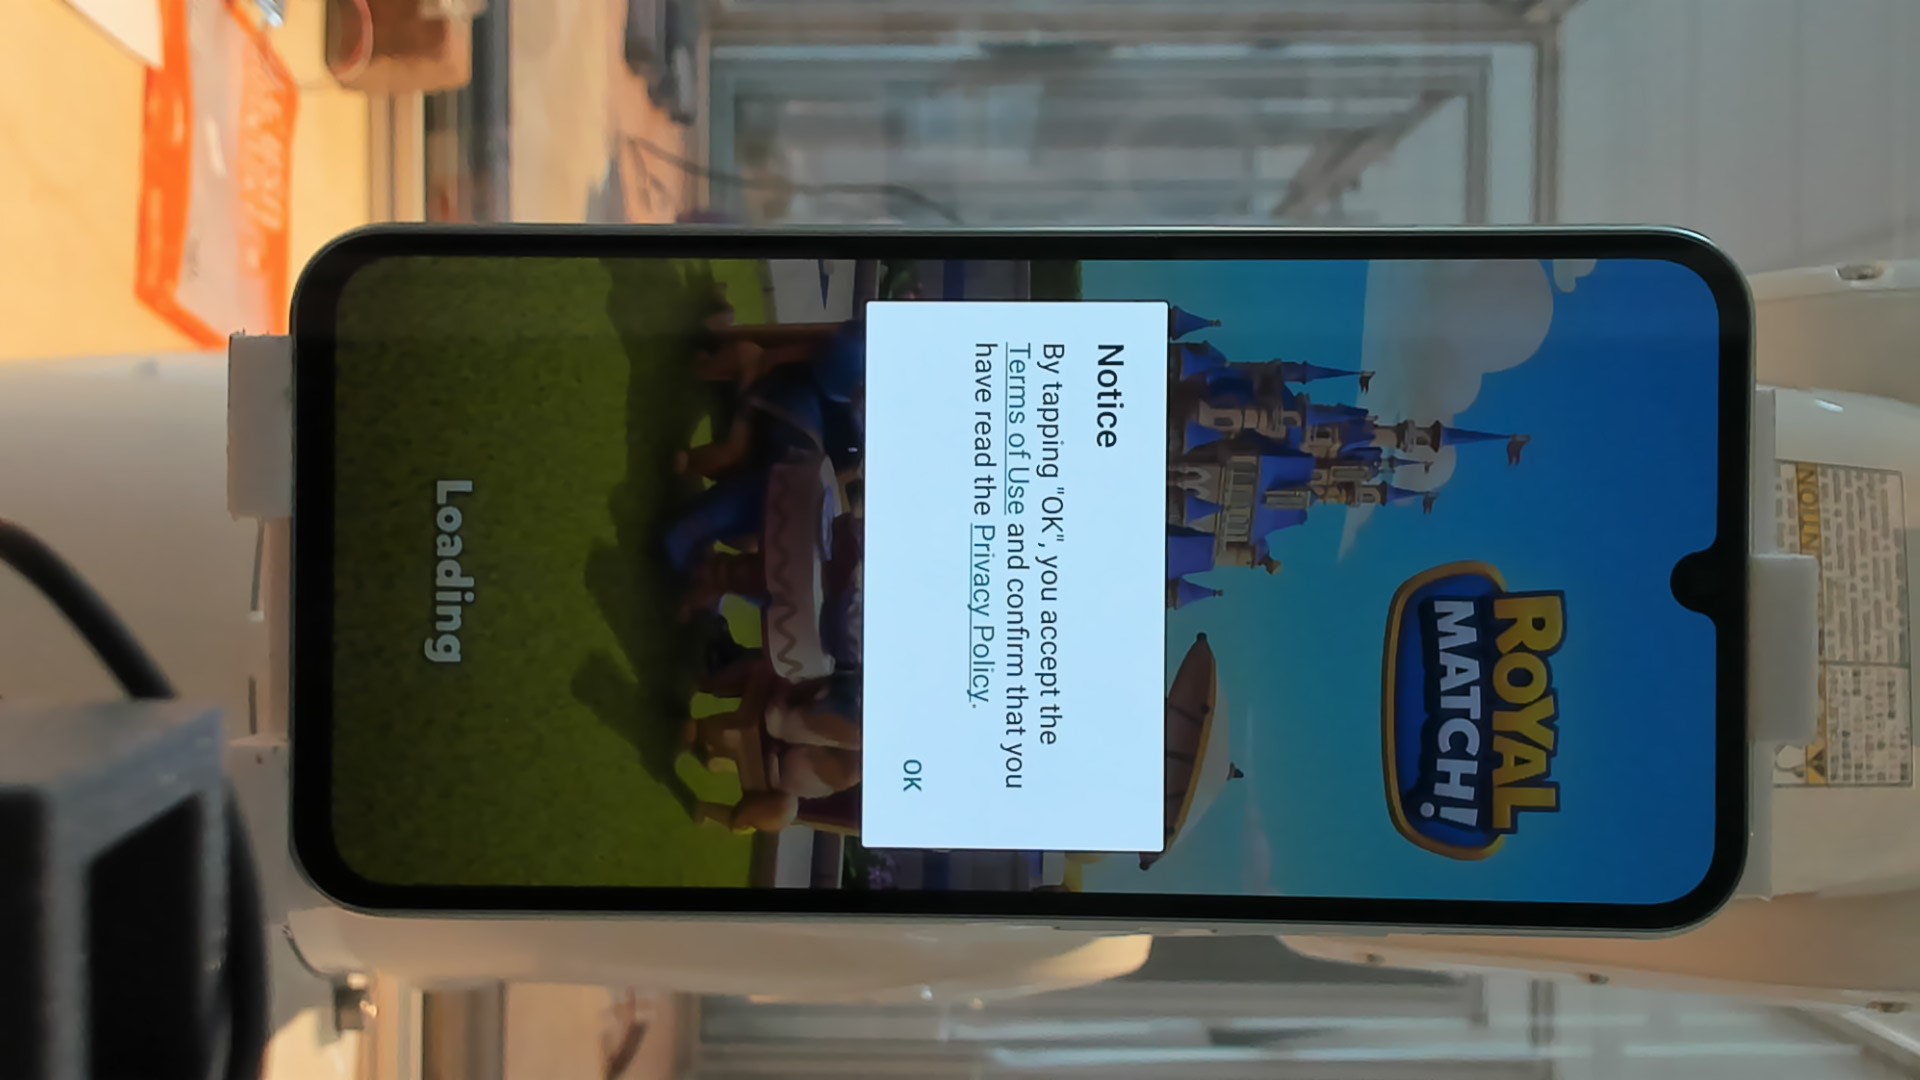 ROYAL
MATCH!
Notice
By tapping "OK", you accept the
Terms of Use and confirm that you
have read the Privacy Policy.
OK
Loading